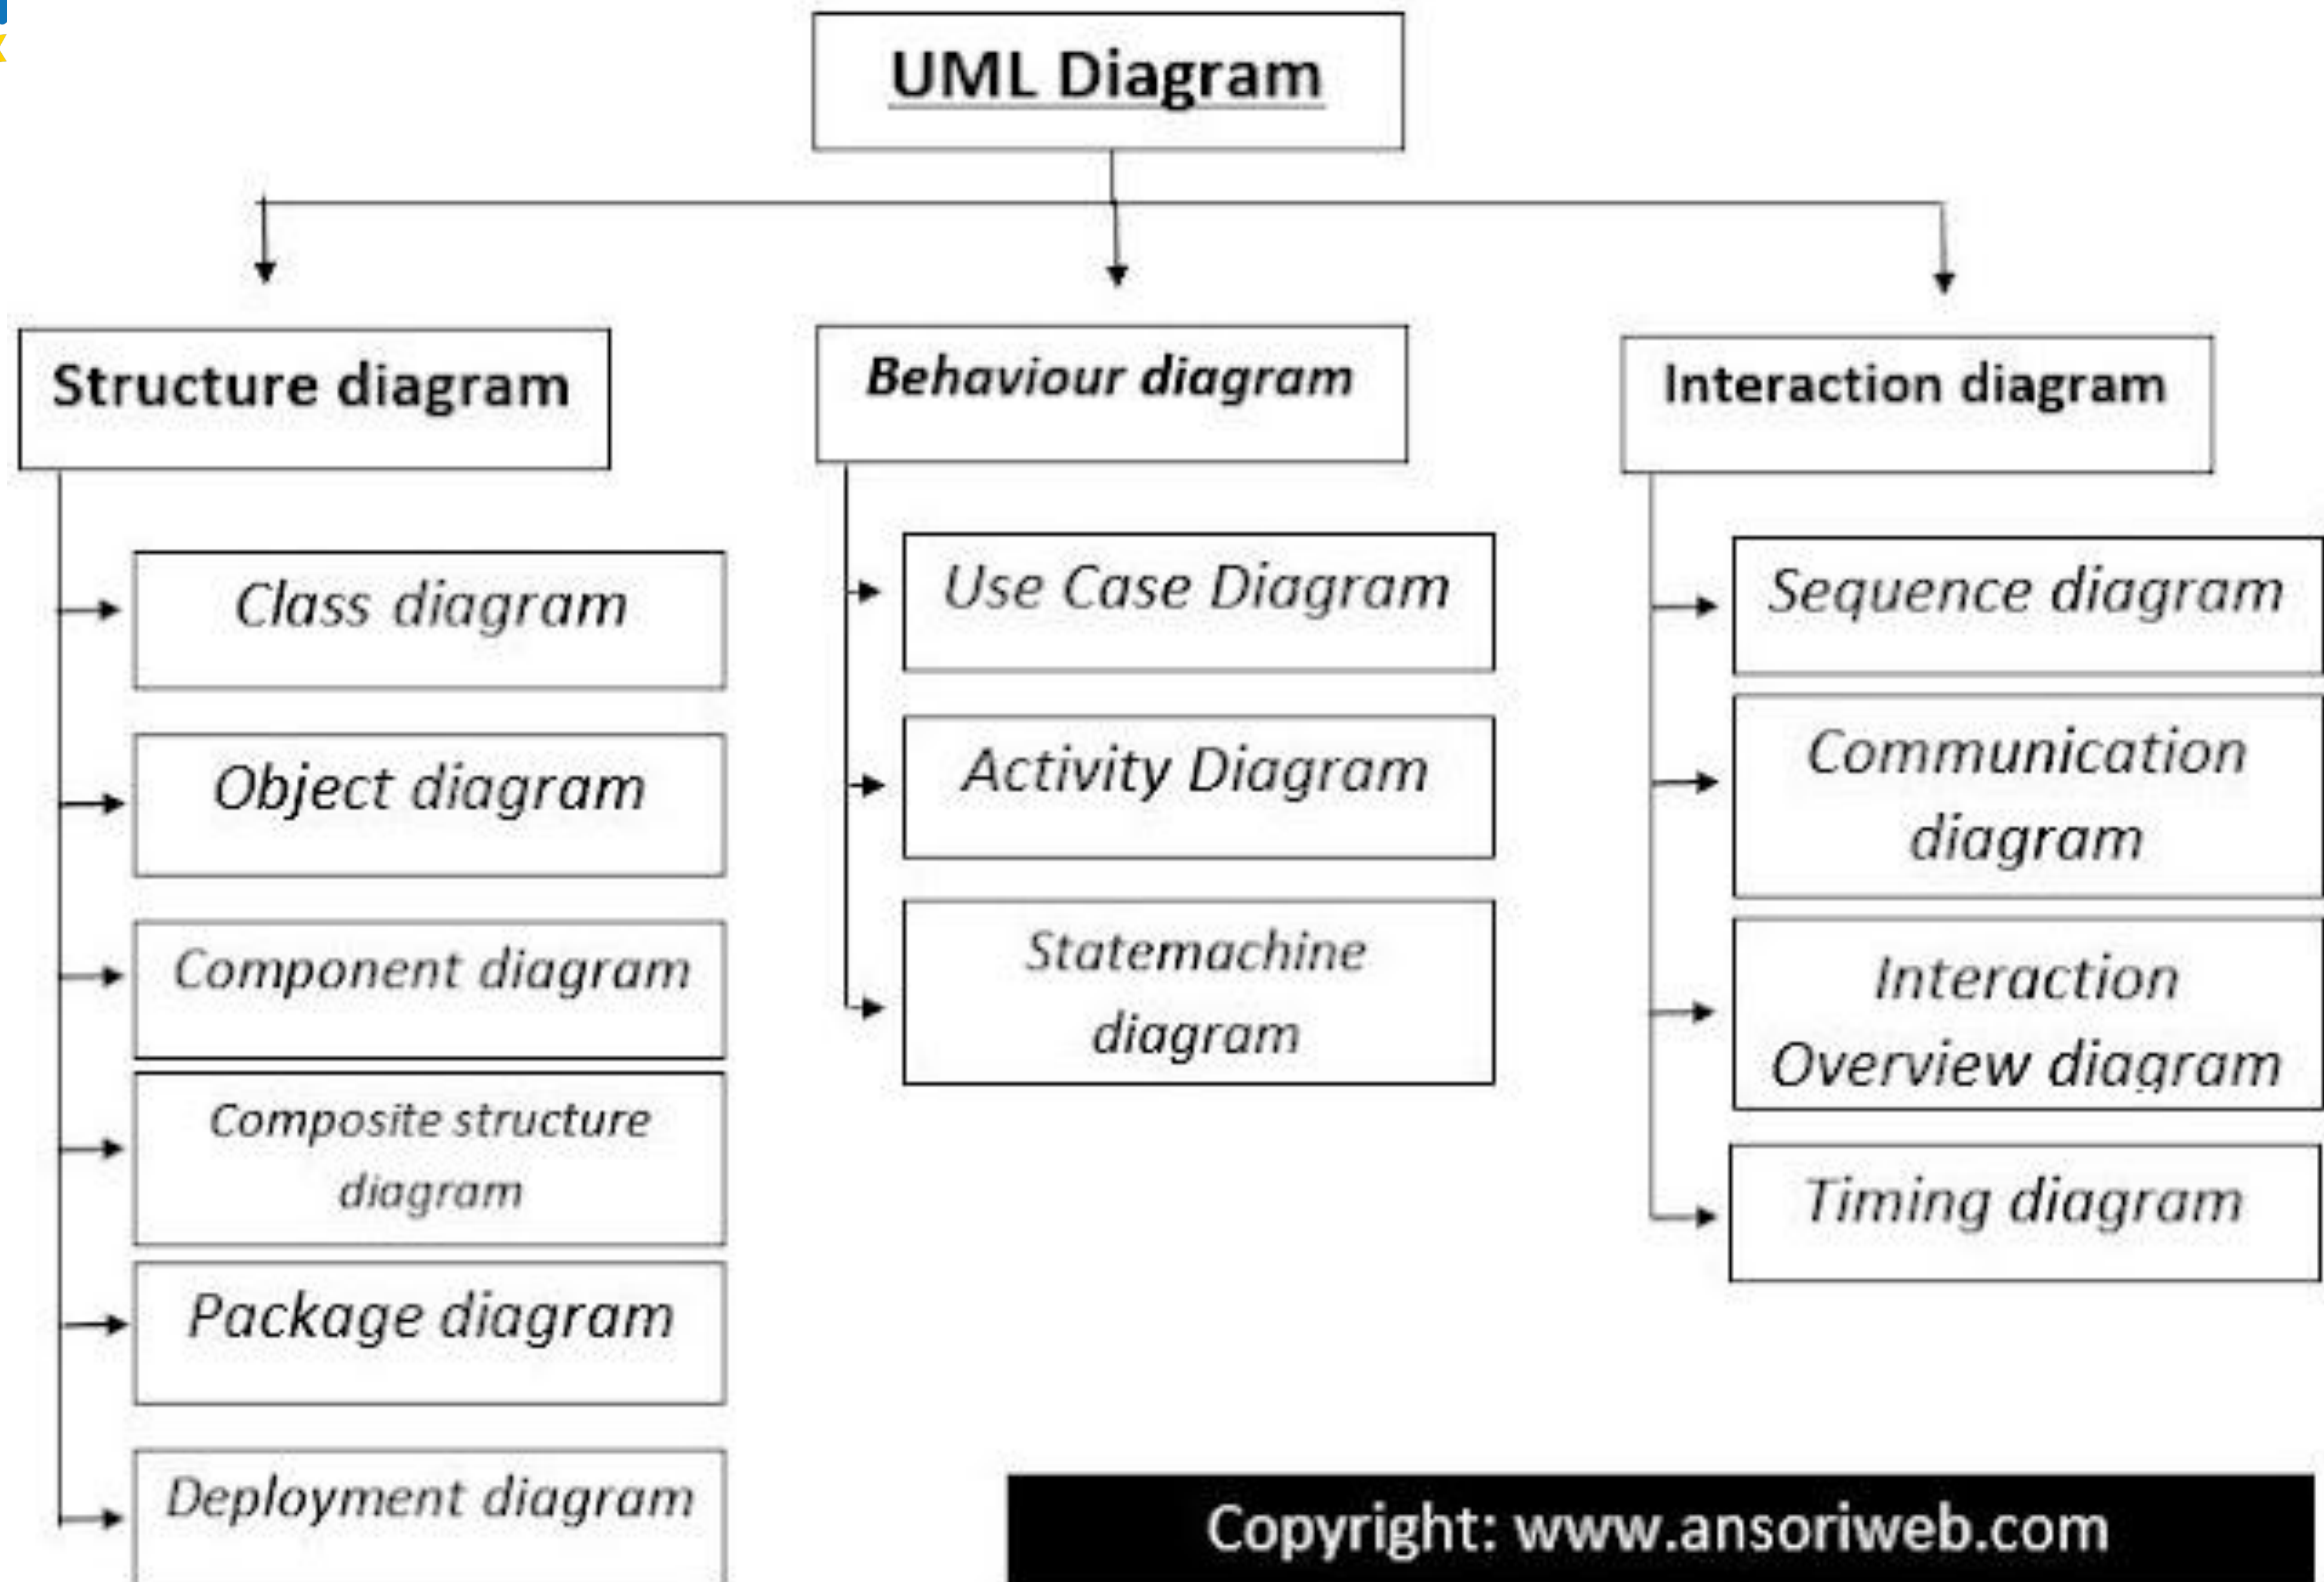 UML Diagram
Structure diagram
Class diagram
Object diagram
Component diagram
Composite structure
diagram
Package diagram
Deployment diagram
Behaviour diagram
Use Case Diagram
Activity Diagram
Statemachine
diagram
Interaction diagram
Sequence diagram
Communication
diagram
Interaction
Overview diagram
Timing diagram
Copyright: www.ansoriweb.com